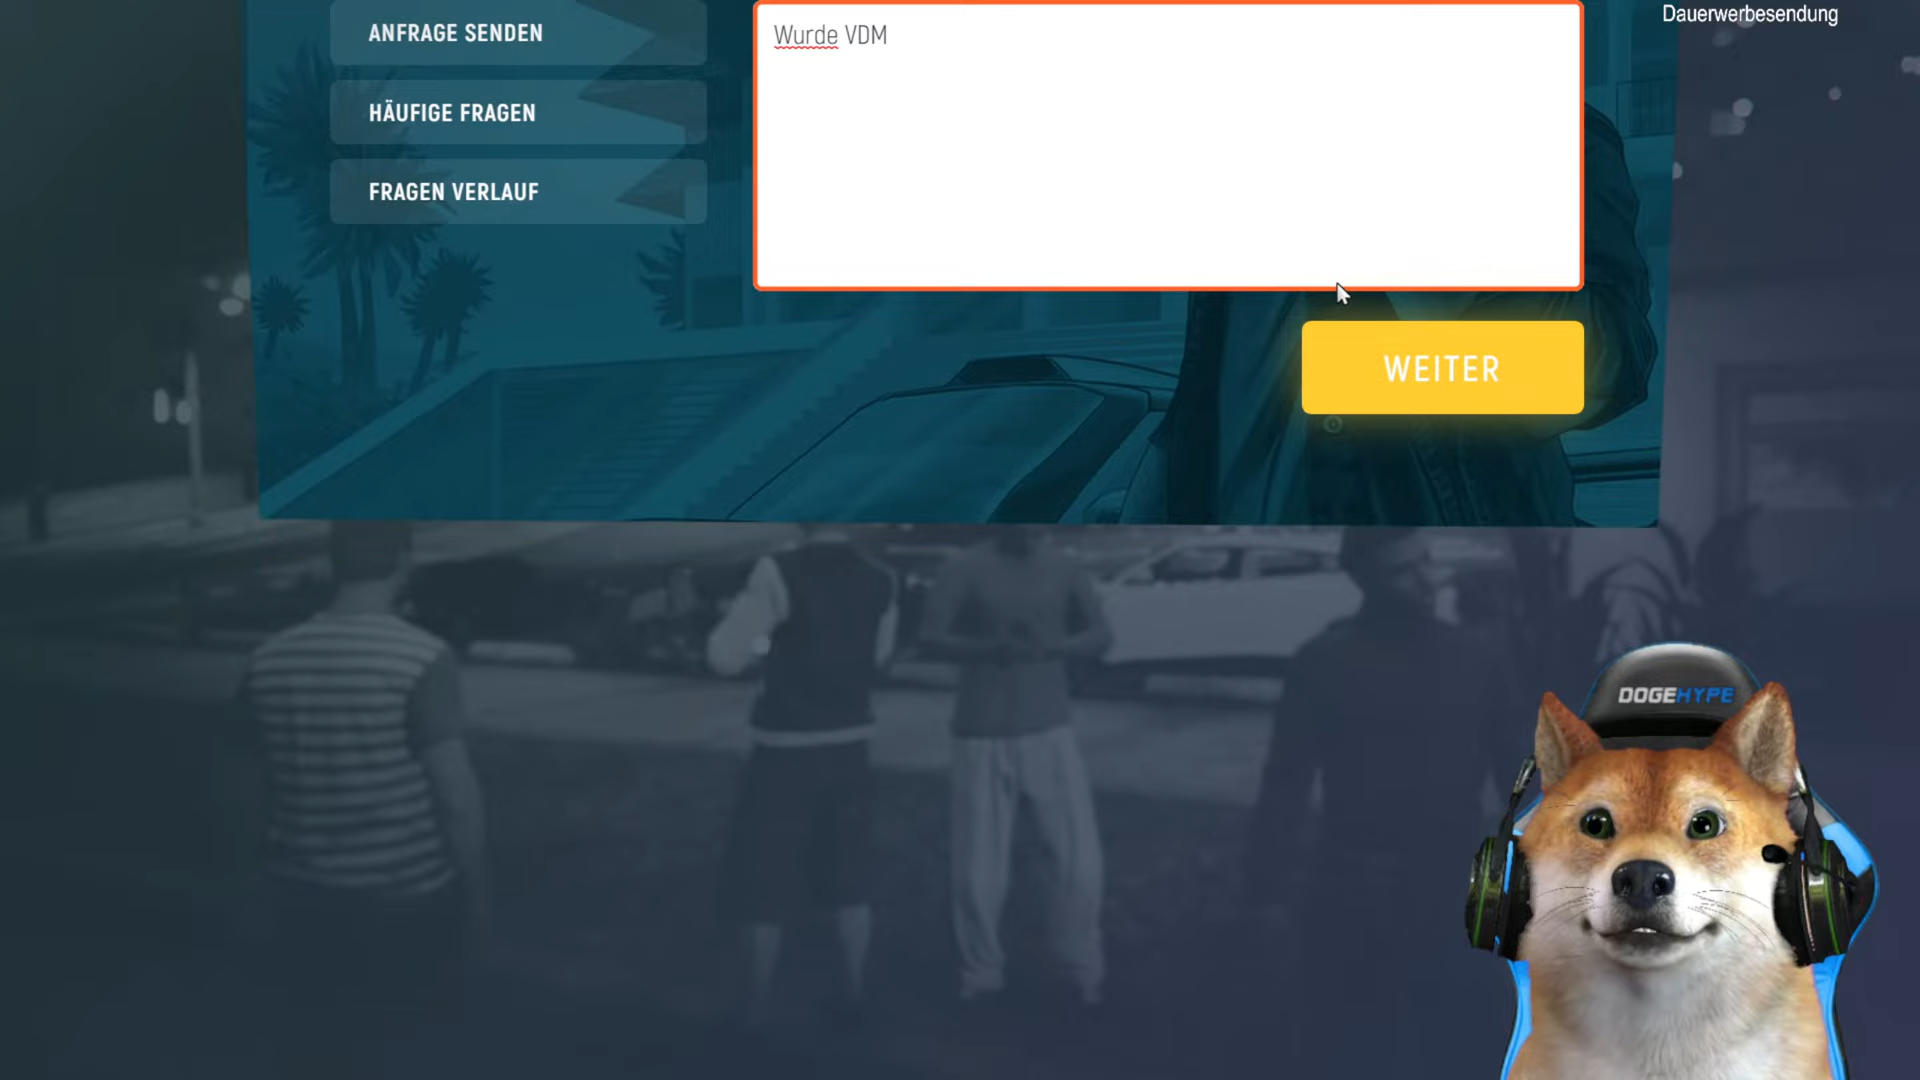 Dauerwerbesendung
ANFRAGE SENDEN
Wurde VDM
HÄUFIGE FRAGEN
FRAGEN VERLAUF
WEITER
DOGEHYPE